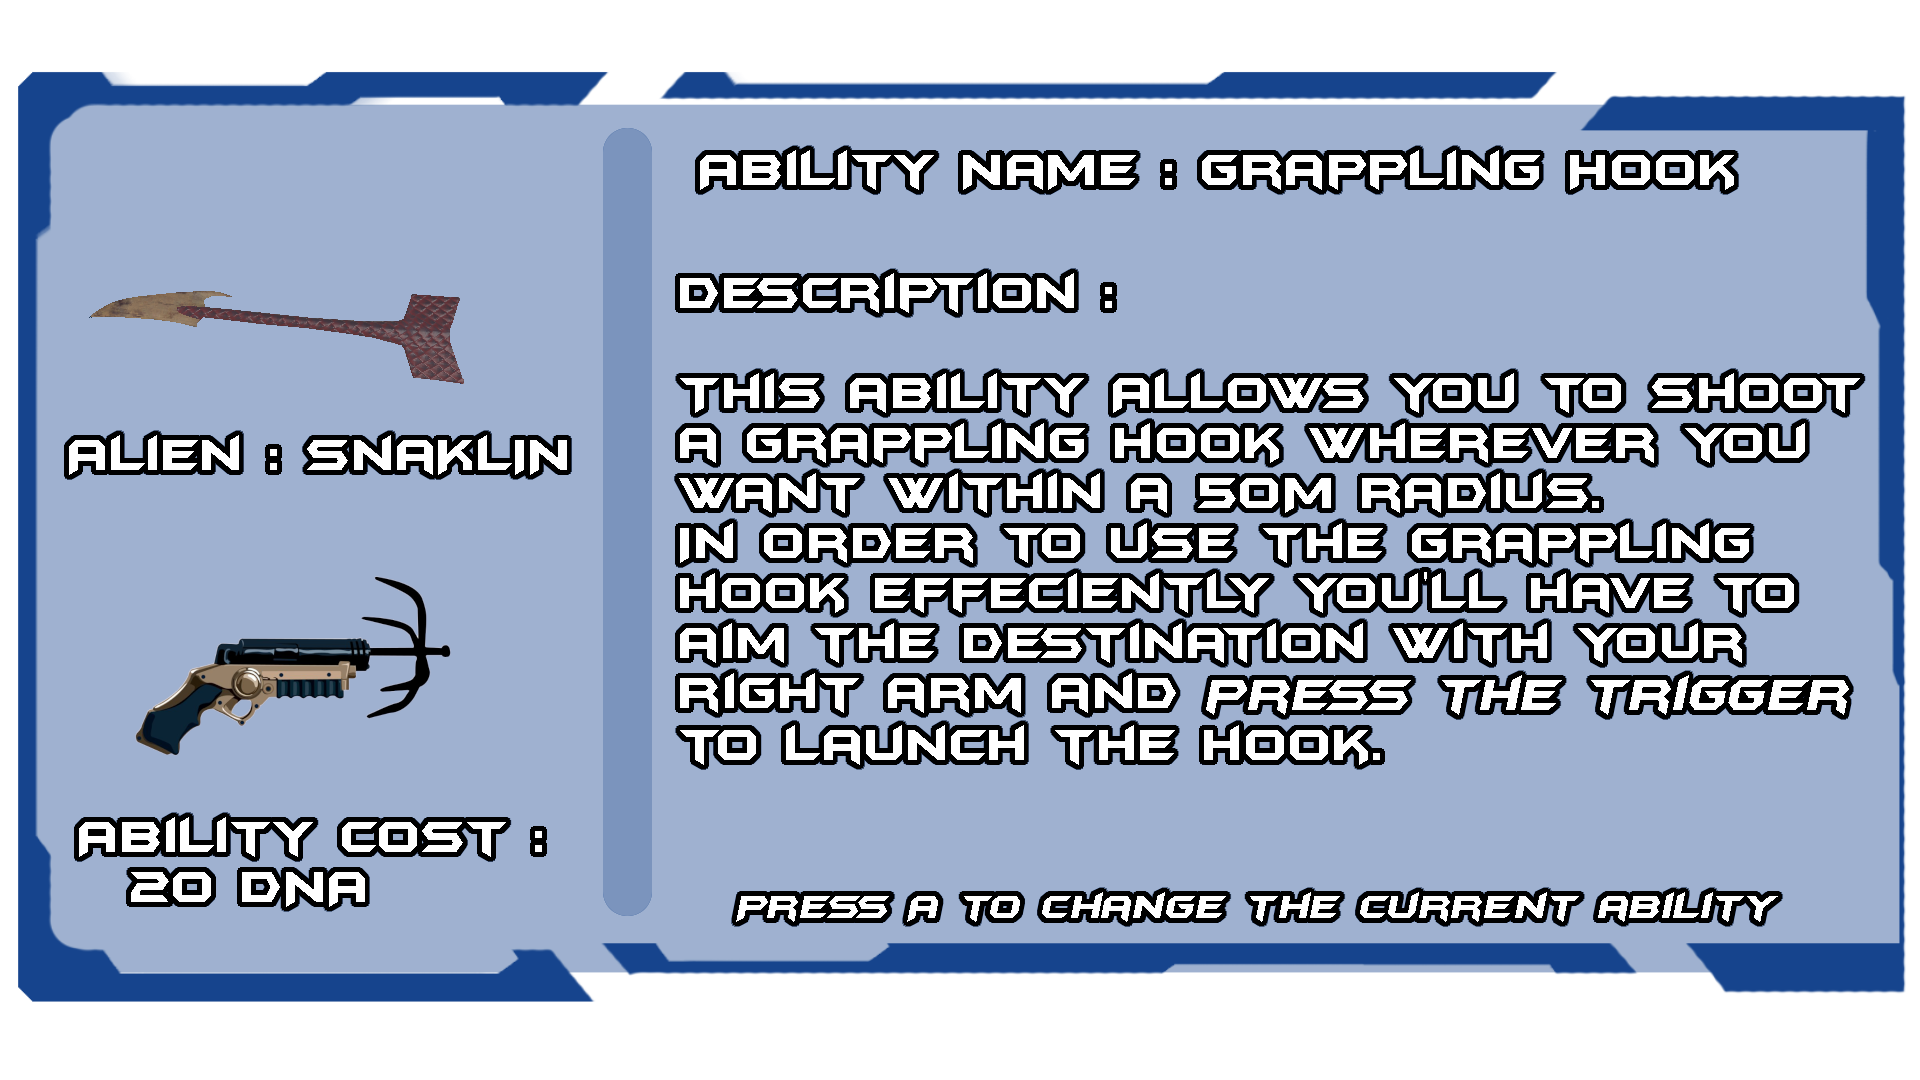 ALIEN : SNAKLIN
ABILITY COST :
20 DNA
ABILITY NAME : GRAPPLING HOOK
DESCRIPTION :
THIS ABILITY ALLOWS YOU TO SHOOT
A GRAPPLING HOOK WHEREVER YOU
WANT WITHIN A 50M RADIUS.
IN ORDER TO USE THE GRAPPLING
HOOK EFFECIENTLY YOU'LL HAVE TO
AIM THE DESTINATION WITH YOUR
RIGHT ARM AND PRESS THE TRIGGER
TO LAUNCH THE HOOK.
PRESS A TO CHANGE THE CURRENT ABILITY